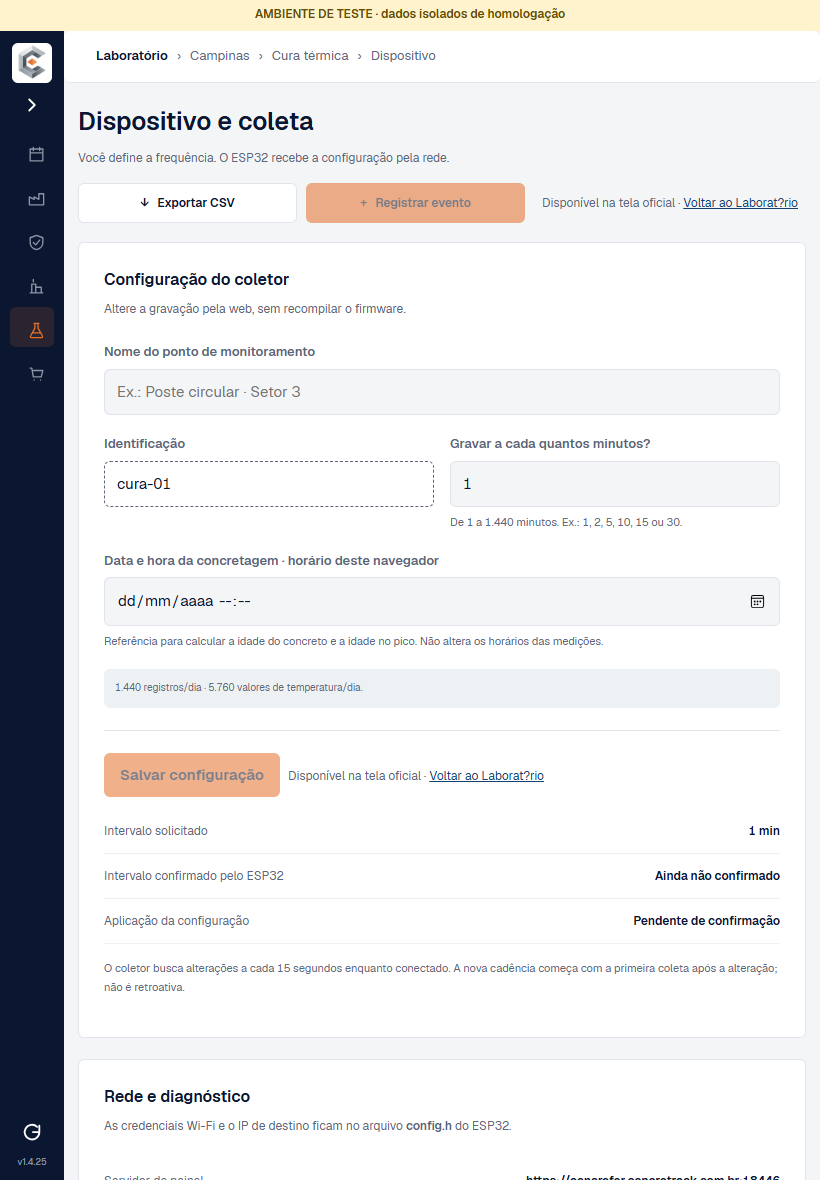 AMBIENTE DE TESTE · dados isolados de homologação
Laboratório › Campinas › Cura térmica › Dispositivo
Dispositivo e coleta
Você define a frequência. O ESP32 recebe a configuração pela rede.
↓ Exportar CSV
+ Registrar evento
Disponível na tela oficial · Voltar ao Laborat?rio
Configuração do coletor
Altere a gravação pela web, sem recompilar o firmware.
Nome do ponto de monitoramento
Ex.: Poste circular · Setor 3
Identificação
cura-01
Gravar a cada quantos minutos?
1
De 1 a 1.440 minutos. Ex.: 1, 2, 5, 10, 15 ou 30.
Data e hora da concretagem · horário deste navegador
dd/mm/aaaa --:--
Referência para calcular a idade do concreto e a idade no pico. Não altera os horários das medições.
1.440 registros/dia · 5.760 valores de temperatura/dia.
Salvar configuração
Disponível na tela oficial · Voltar ao Laborat?rio
Intervalo solicitado 1 min
Intervalo confirmado pelo ESP32 Ainda não confirmado
Aplicação da configuração Pendente de confirmação
O coletor busca alterações a cada 15 segundos enquanto conectado. A nova cadência começa com a primeira coleta após a alteração;
não é retroativa.
Rede e diagnóstico
As credenciais Wi-Fi e o IP de destino ficam no arquivo config.h do ESP32.
v1.4.25
Servidor do painel